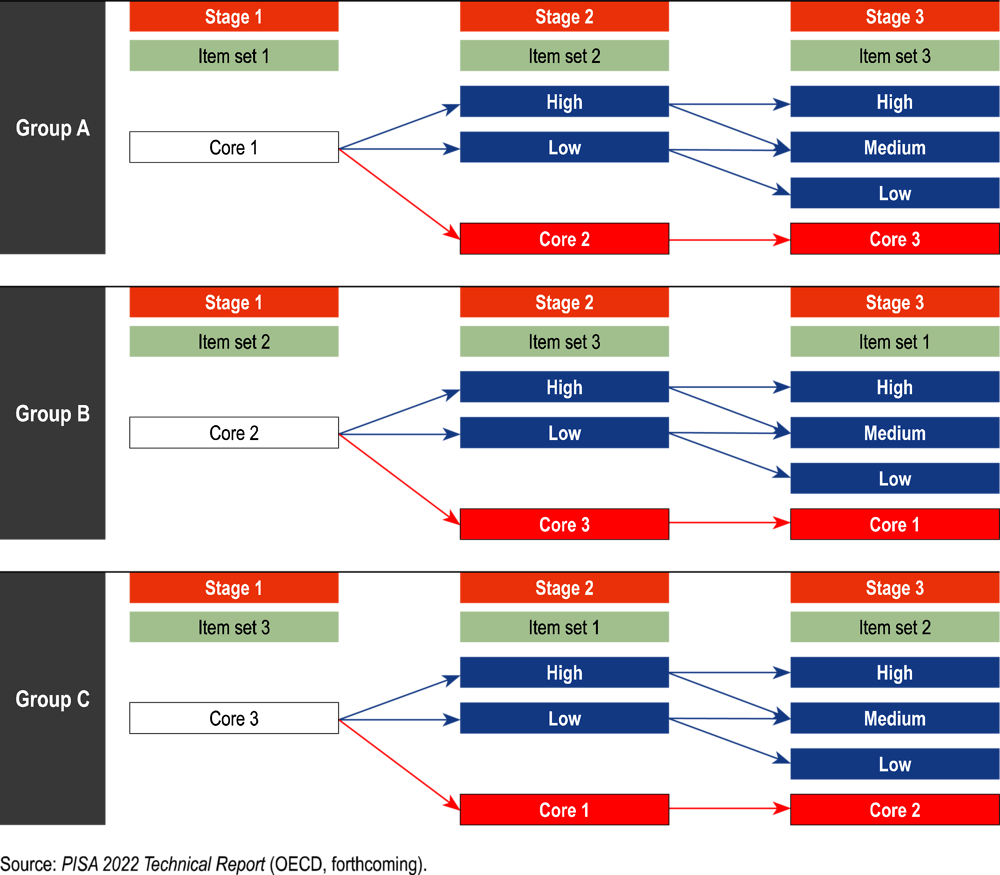 Stage 1 Stage 2 Stage 3
Item set 1 Item set 2 Item set 3
High High
Group A
Core 1 Low Medium
Low
Core 2 Core 3
Stage 1 Stage 2 Stage 3
Item set 2 Item set 3 Item set 1
High High
Group B
Core 2 Low Medium
Low
Core 3 Core 1
Stage 1 Stage 2 Stage 3
Item set 3 Item set 1 Item set 2
High High
Group C
Core 3 Low Medium
Low
Core 1 Core 2
Source: PISA 2022 Technical Report (OECD, forthcoming).